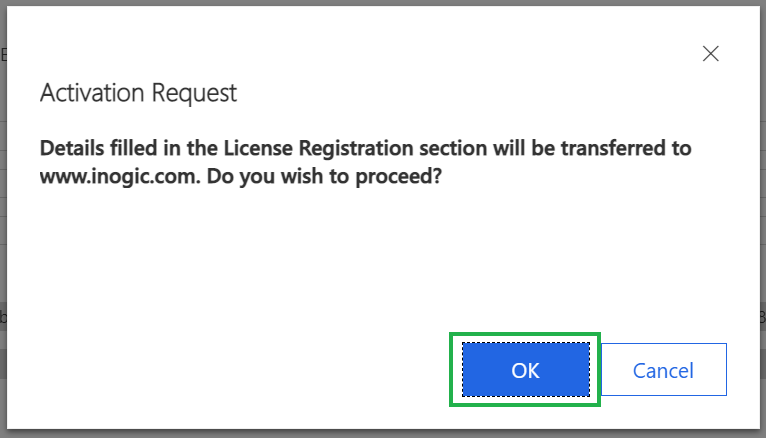 Activation Request
Details filled in the License Registration section will be transferred to
www.inogic.com. Do you wish to proceed?
OK
Cancel